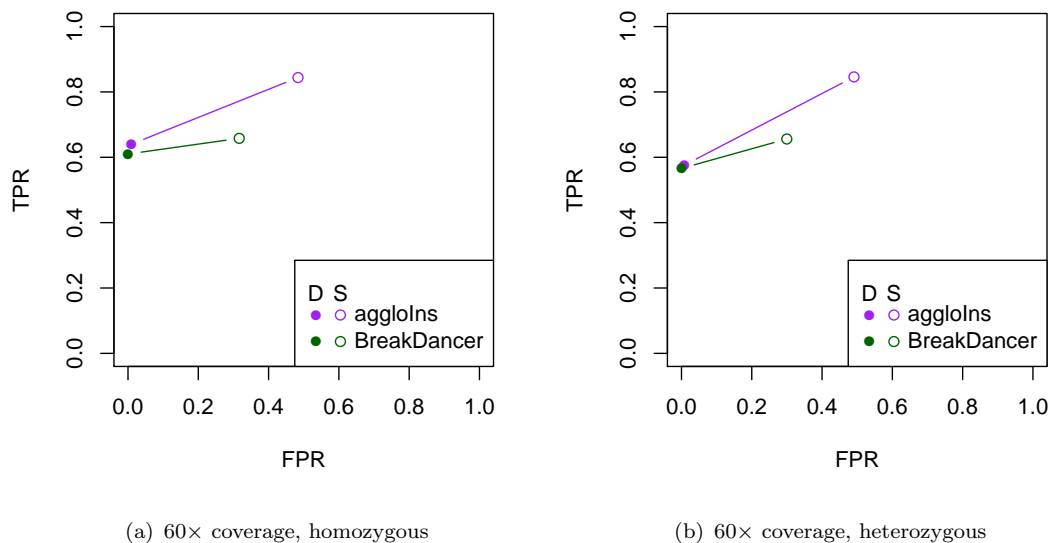 1.0
0.8
0.6
0.4
0.2
0.0
TPR
0.0 0.2 0.4 0.6 0.8 1.0
FPR
D S
aggloIns
BreakDancer
(a) 60× coverage, homozygous
1.0
0.8
0.6
0.4
0.2
0.0
TPR
0.0 0.2 0.4 0.6 0.8 1.0
FPR
D S
aggloIns
BreakDancer
(b) 60× coverage, heterozygous